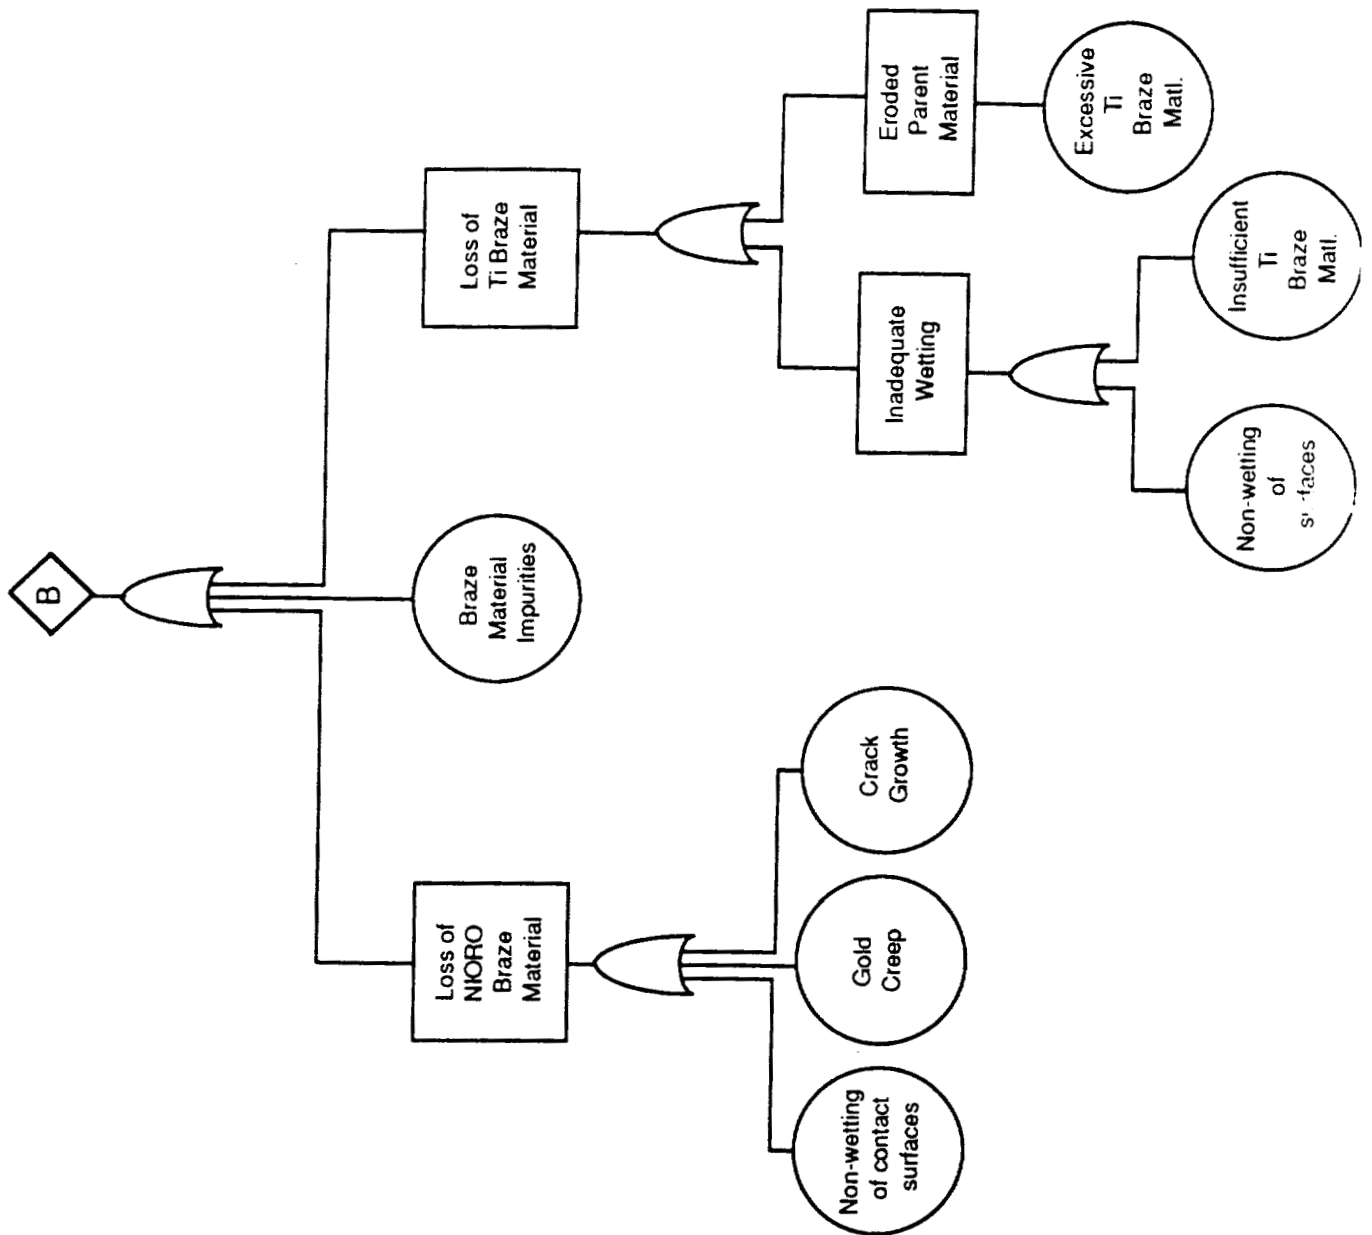 B
Loss of
NIORO
Braze
Material
Braze
Material
Impurities
Loss of
Ti Braze
Material
Non-wetting
of contact
surfaces
Gold
Creep
Crack
Growth
Inadequate
Wetting
Eroded
Parent
Material
Non-wetting
of
Insufficient
Ti
Braze
Matl.
Excessive
Ti
Braze
Matl.